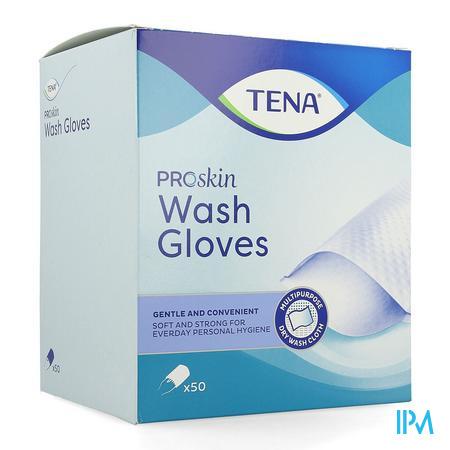 TENA®
PROskin
Wash Gloves
x50
TENA®
PROskin
Wash
Gloves
GENTLE AND CONVENIENT
SOFT AND STRONG FOR
EVERDAY PERSONAL HYGIENE
MULTIPURPOSE
DRY WASH CLOTH
x50
IPM